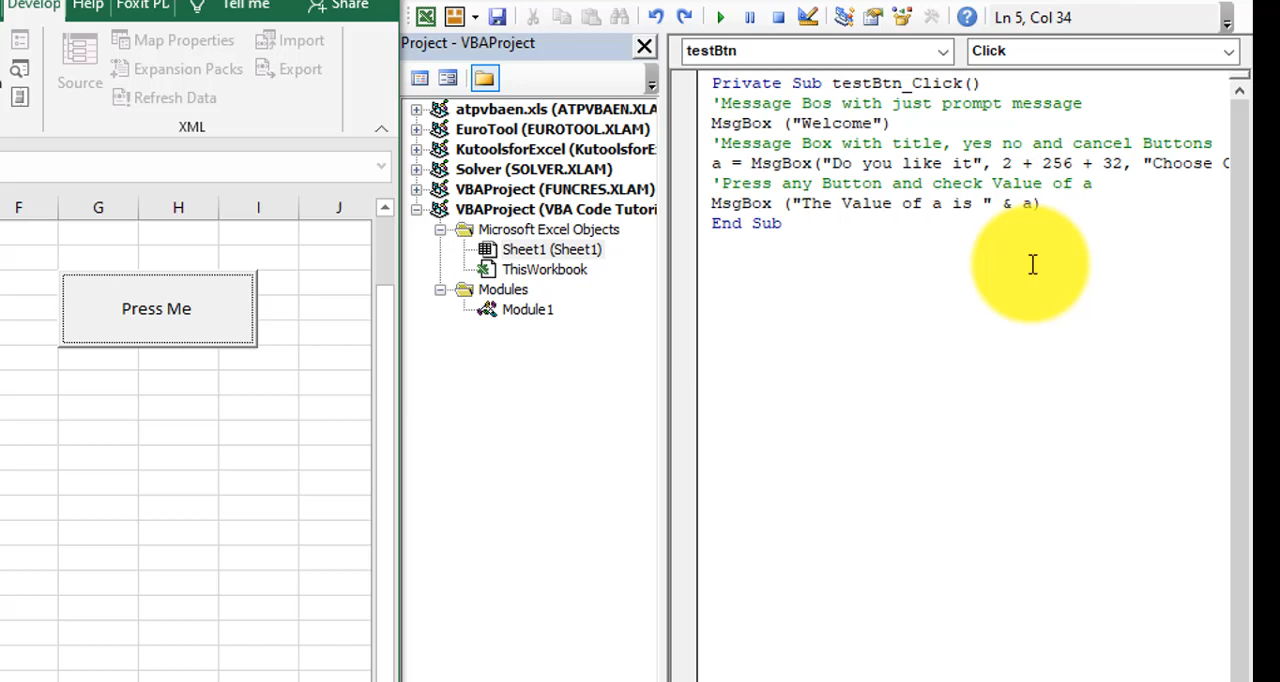 Develop Help Foxit PL Tell me Share
Map Properties Import
Source Expansion Packs Export
Refresh Data
XML
F G H I J
Press Me
Ln 5, Col 34
Project - VBAProject
atpvbaen.xls (ATPVBAEN.XLA
EuroTool (EUROTOOL.XLAM)
KutoolsforExcel (KutoolsforE
Solver (SOLVER.XLAM)
VBAProject (FUNCRES.XLAM)
VBAProject (VBA Code Tutori
Microsoft Excel Objects
Sheet1 (Sheet1)
ThisWorkbook
Modules
Module1
testBtn Click
Private Sub testBtn_Click()
'Message Bos with just prompt message
MsgBox ("Welcome")
'Message Box with title, yes no and cancel Buttons
a = MsgBox("Do you like it", 2 + 256 + 32, "Choose
'Press any Button and check Value of a
MsgBox ("The Value of a is " & a)
End Sub